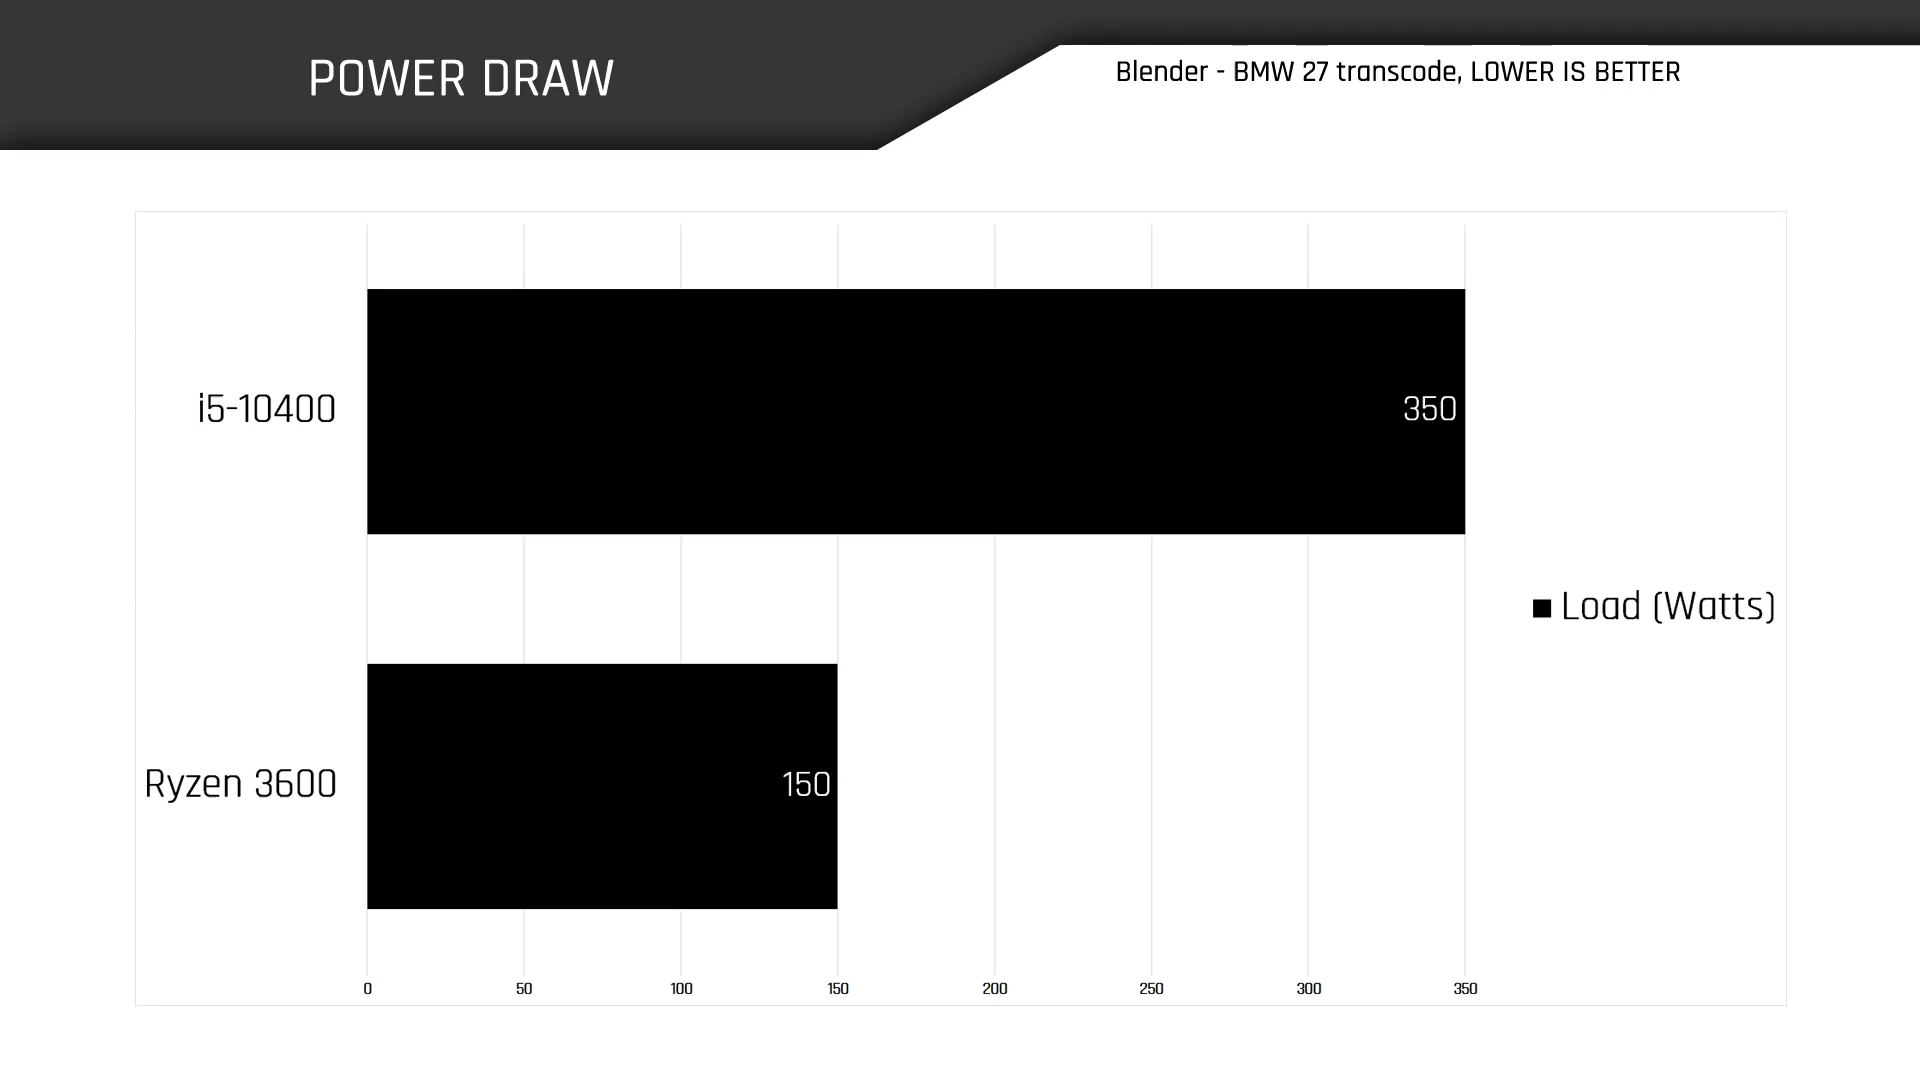 POWER DRAW
Blender - BMW 27 transcode, LOWER IS BETTER
i5-10400
350
Load (Watts)
Ryzen 3600
150
0 50 100 150 200 250 300 350